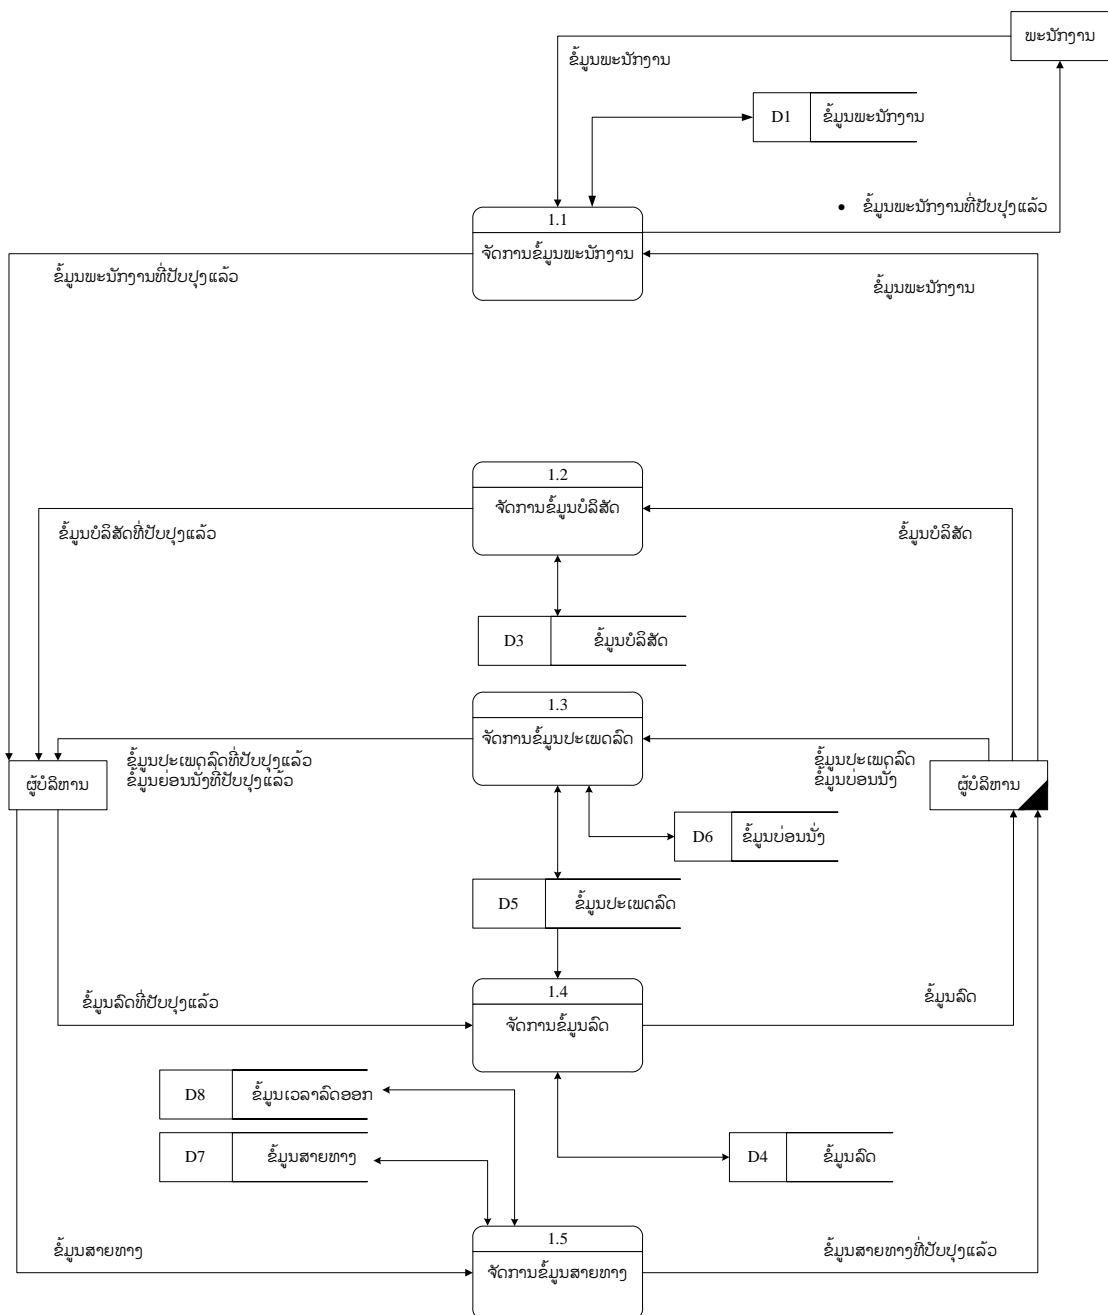 ພະນັກງານ
ຂໍ້ມູນພະນັກງານ
D1 ຂໍ້ມູນພະນັກງານ
• ຂໍ້ມູນພະນັກງານທີ່ປັບປຸງແລ້ວ
1.1
ຈັດການຂໍ້ມູນພະນັກງານ
ຂໍ້ມູນພະນັກງານທີ່ປັບປຸງແລ້ວ
ຂໍ້ມູນພະນັກງານ
1.2
ຈັດການຂໍ້ມູນບໍລິສັດ
ຂໍ້ມູນບໍລິສັດທີ່ປັບປຸງແລ້ວ
ຂໍ້ມູນບໍລິສັດ
D3 ຂໍ້ມູນບໍລິສັດ
1.3
ຈັດການຂໍ້ມູນປະເພດລົດ
ຂໍ້ມູນປະເພດລົດທີ່ປັບປຸງແລ້ວ
ຂໍ້ມູນຍ່ອນນັ່ງທີ່ປັບປຸງແລ້ວ
ຂໍ້ມູນປະເພດລົດ
ຂໍ້ມູນບ່ອນນັ່ງ
ຜູ້ບໍລິຫານ
ຜູ້ບໍລິຫານ
D6 ຂໍ້ມູນບ່ອນນັ່ງ
D5 ຂໍ້ມູນປະເພດລົດ
1.4
ຈັດການຂໍ້ມູນລົດ
ຂໍ້ມູນລົດທີ່ປັບປຸງແລ້ວ
ຂໍ້ມູນລົດ
D8 ຂໍ້ມູນເວລາລົດອອກ
D7 ຂໍ້ມູນສາຍທາງ
D4 ຂໍ້ມູນລົດ
1.5
ຈັດການຂໍ້ມູນສາຍທາງ
ຂໍ້ມູນສາຍທາງ
ຂໍ້ມູນສາຍທາງທີ່ປັບປຸງແລ້ວ